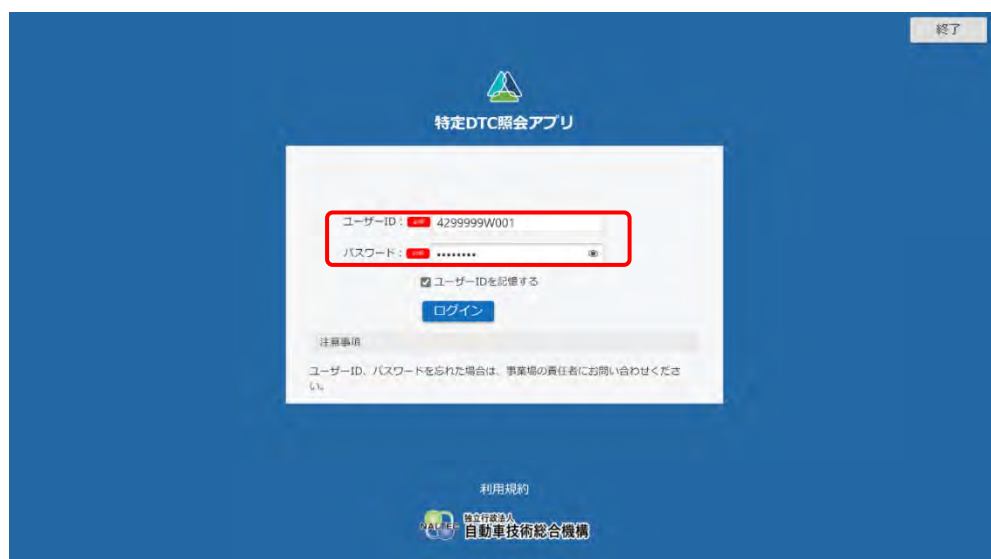 終了
特定DTC照会アプリ
ユーザーID : 4299999W001
パスワード : ••••••••
ユーザーIDを記憶する
ログイン
注意事項
ユーザーID、パスワードを忘れた場合は、事業場の責任者にお問い合わせくださ
い。
利用規約
独立行政法人
NALTEC 自動車技術総合機構